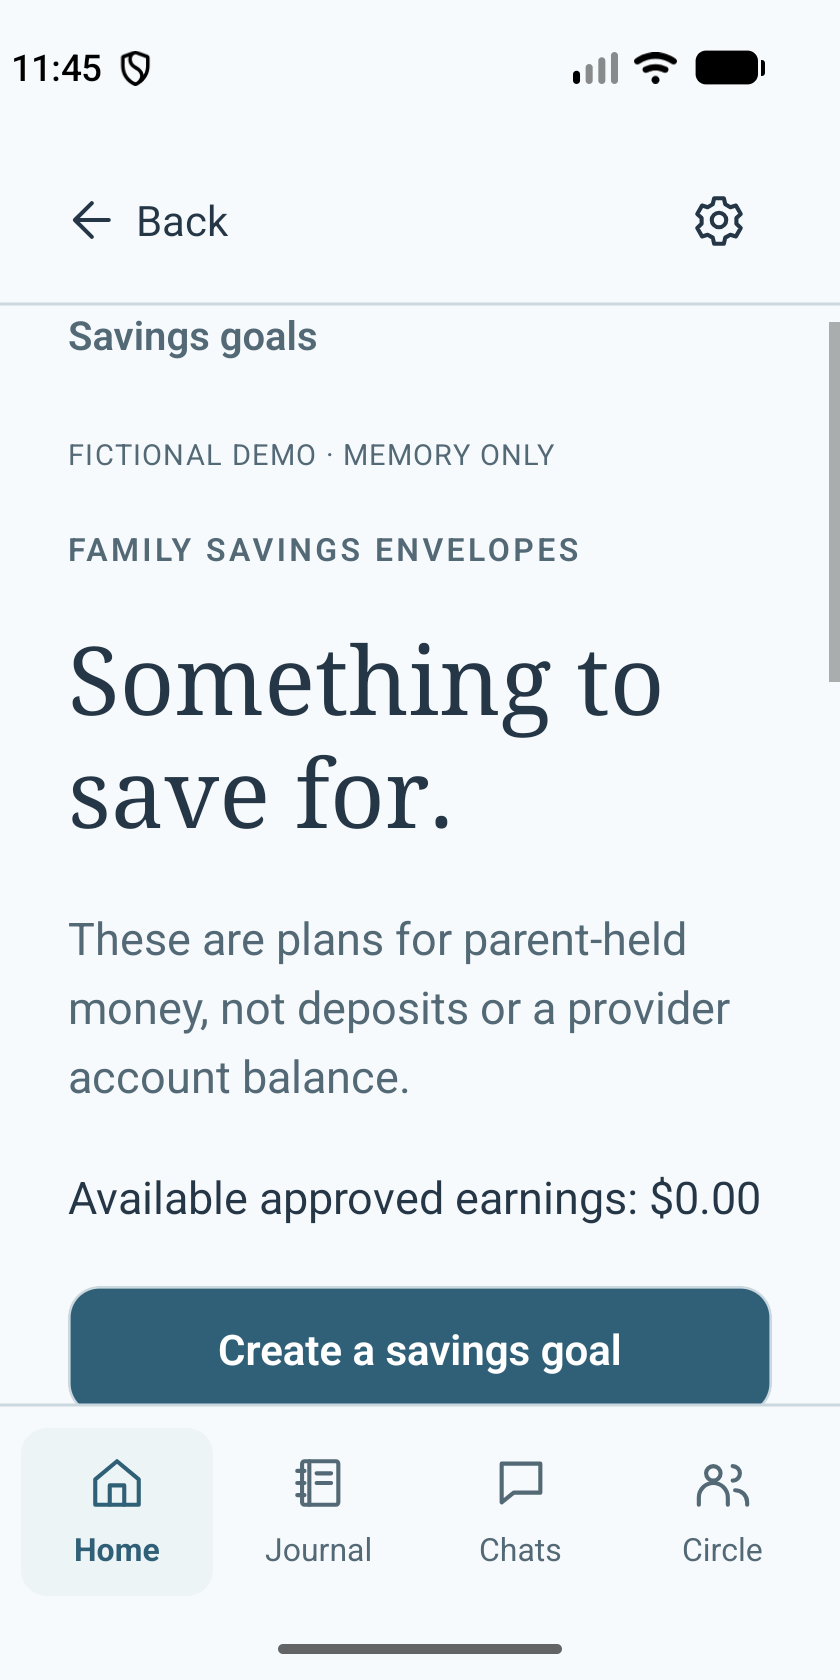 11:45
Back
Savings goals
FICTIONAL DEMO · MEMORY ONLY
FAMILY SAVINGS ENVELOPES
Something to
save for.
These are plans for parent-held
money, not deposits or a provider
account balance.
Available approved earnings: $0.00
Create a savings goal
Home
Journal
Chats
Circle